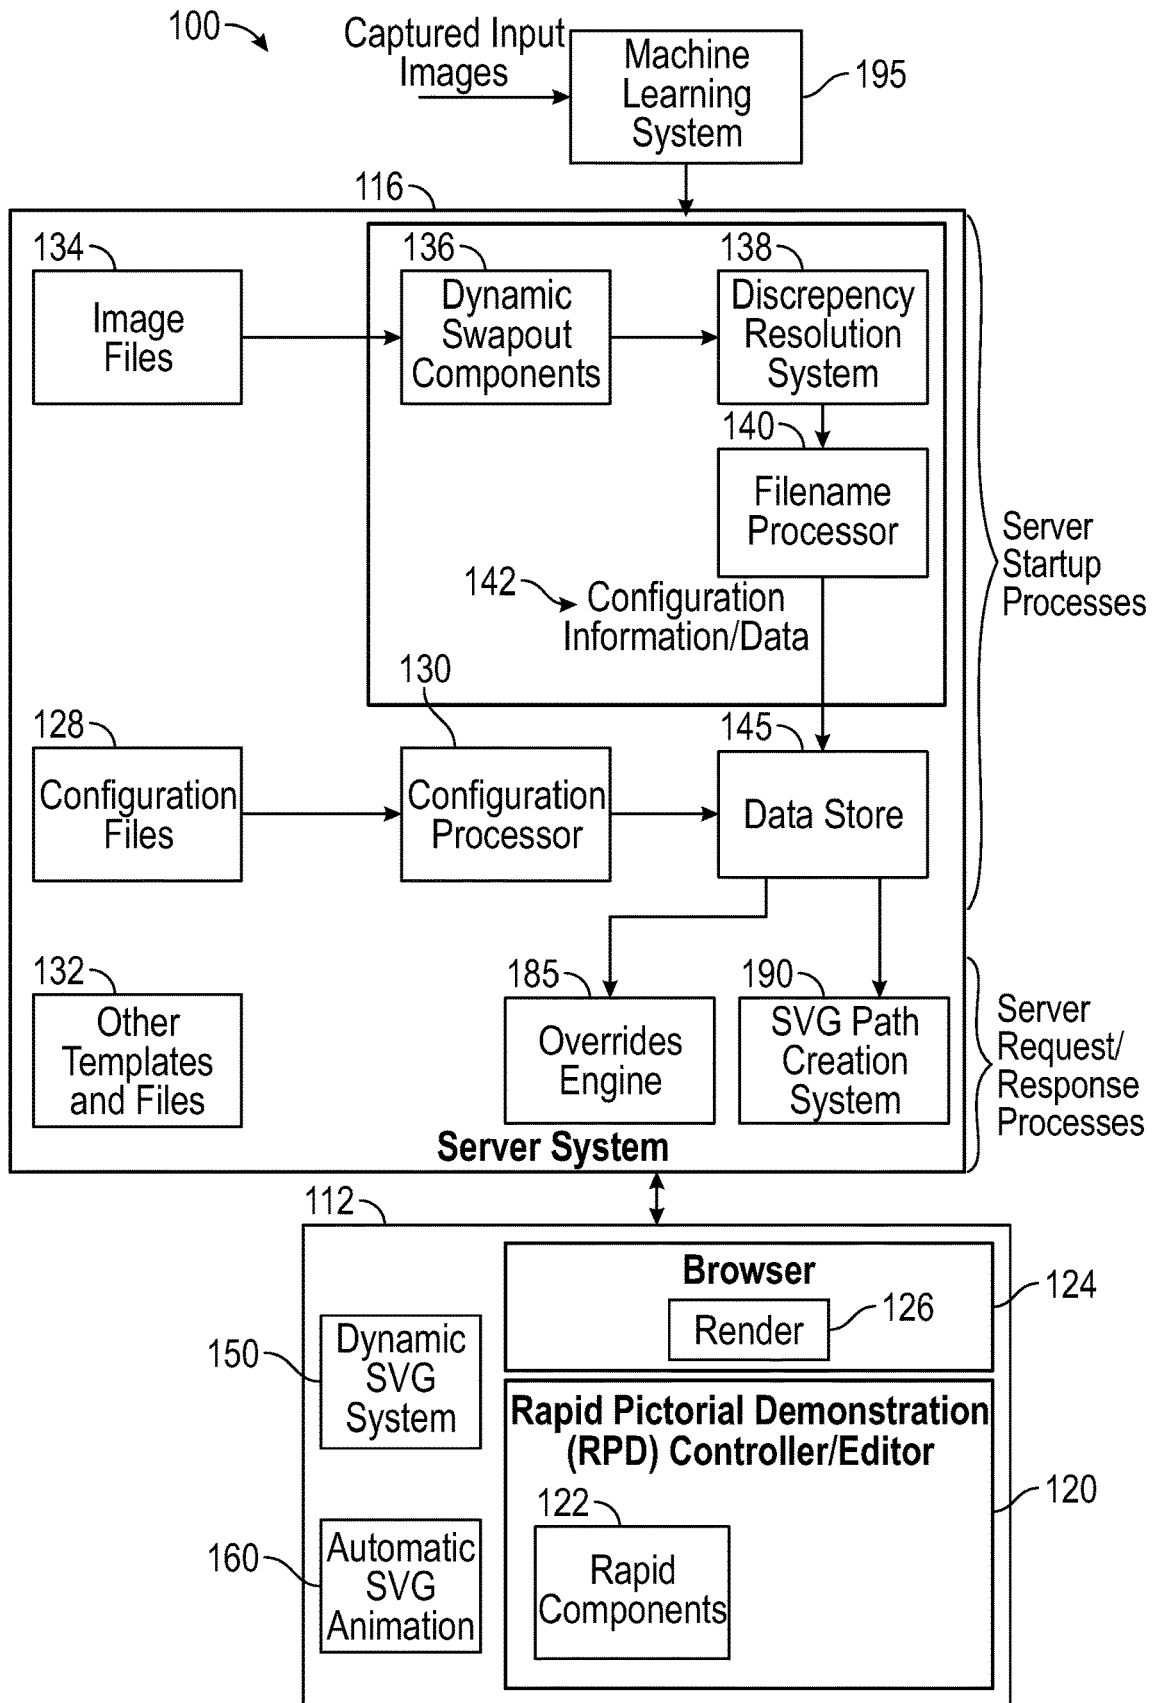 100
Captured Input
Images
Machine
Learning
System
195
116
134
Image
Files
136
Dynamic
Swapout
Components
138
Discrepency
Resolution
System
140
Filename
Processor
142
Configuration
Information/Data
Server
Startup
Processes
128
Configuration
Files
130
Configuration
Processor
145
Data Store
132
Other
Templates
and Files
185
Overrides
Engine
190
SVG Path
Creation
System
Server
Request/
Response
Processes
Server System
112
Browser
124
Render
126
150
Dynamic
SVG
System
Rapid Pictorial Demonstration
(RPD) Controller/Editor
120
122
Rapid
Components
160
Automatic
SVG
Animation